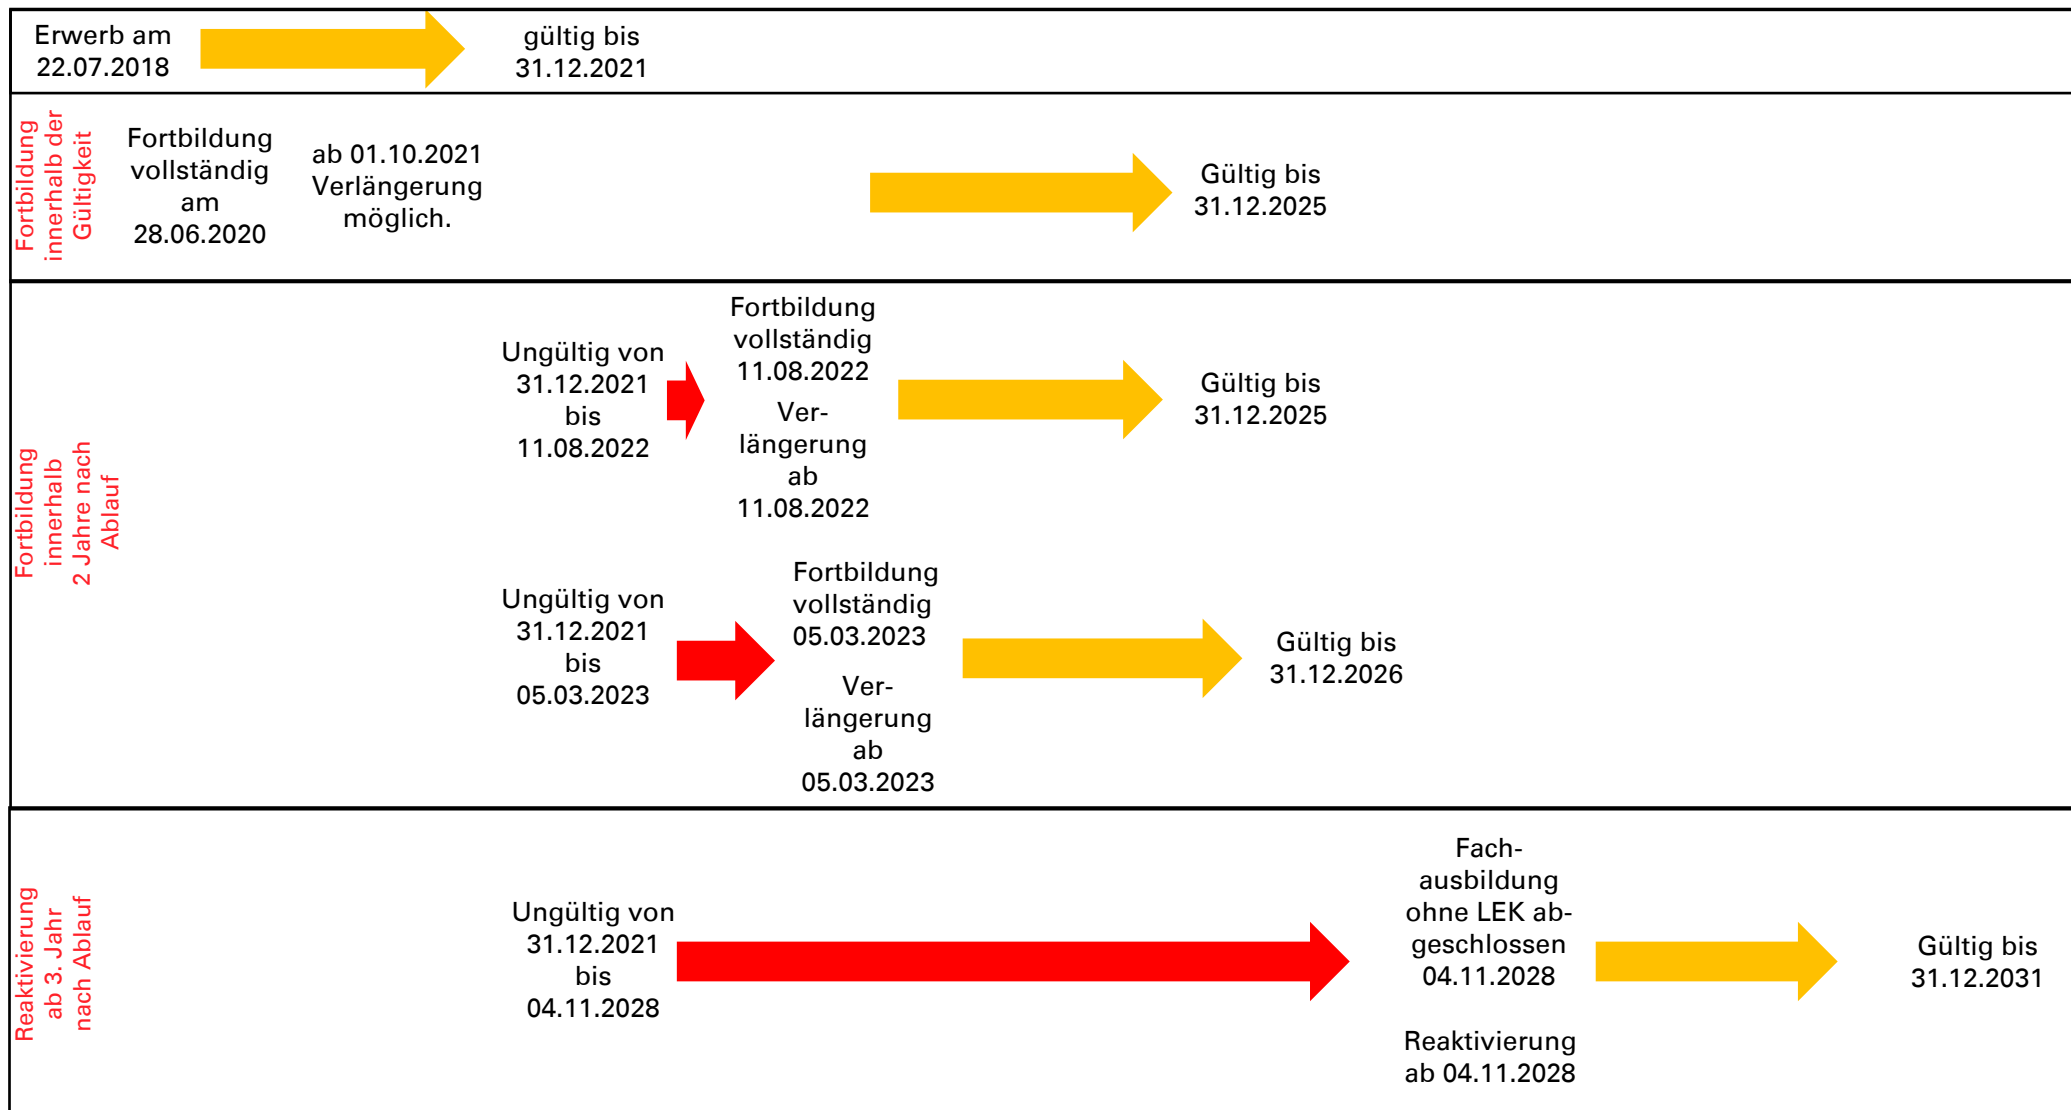 Erwerb am
22.07.2018
gültig bis
31.12.2021
Fortbildung
innerhalb der
Gültigkeit
Fortbildung
vollständig
am
28.06.2020
ab 01.10.2021
Verlängerung
möglich.
Gültig bis
31.12.2025
Fortbildung
innerhalb
2 Jahre nach
Ablauf
Ungültig von
31.12.2021
bis
11.08.2022
Fortbildung
vollständig
11.08.2022
Ver-
längerung
ab
11.08.2022
Gültig bis
31.12.2025
Ungültig von
31.12.2021
bis
05.03.2023
Fortbildung
vollständig
05.03.2023
Ver-
längerung
ab
05.03.2023
Gültig bis
31.12.2026
Reaktivierung
ab 3. Jahr
nach Ablauf
Ungültig von
31.12.2021
bis
04.11.2028
Fach-
ausbildung
ohne LEK ab-
geschlossen
04.11.2028
Reaktivierung
ab 04.11.2028
Gültig bis
31.12.2031